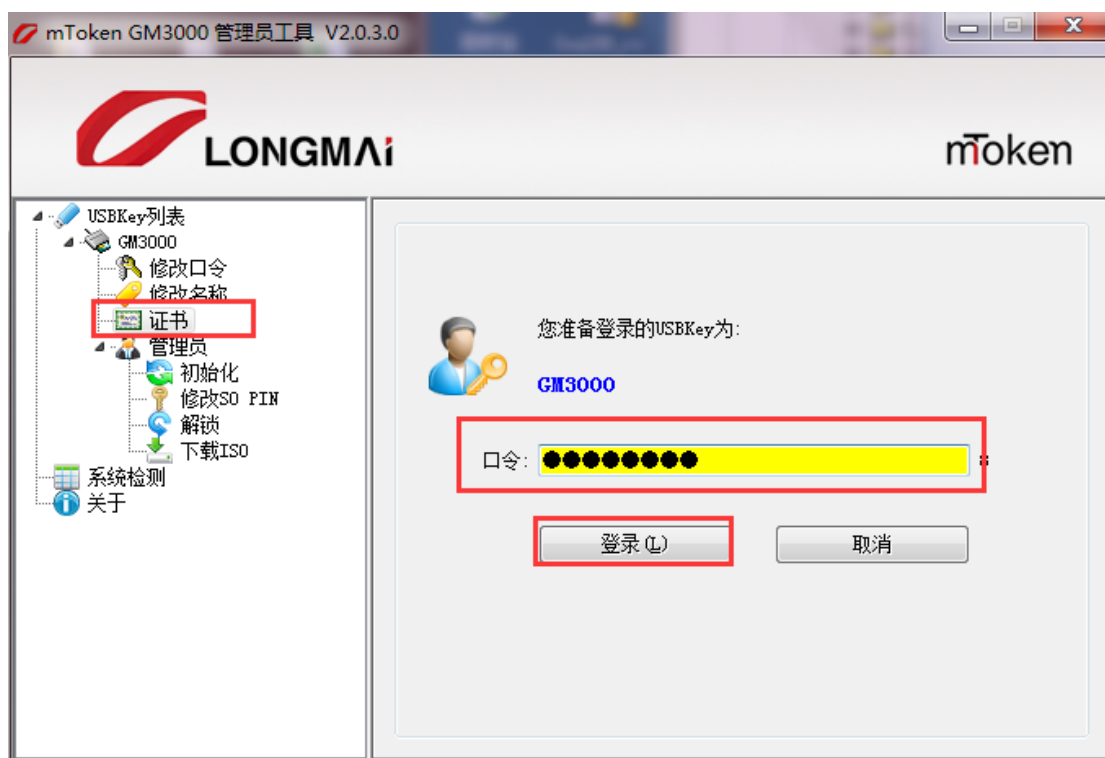 mToken GM3000 管理员工具 V2.0.3.0
LONGMAi
mToken
USBKey列表
GM3000
修改口令
修改名称
证书
管理员
初始化
修改SO PIN
解锁
下载ISO
系统检测
关于
您准备登录的USBKey为:
GM3000
口令: ●●●●●●●●
登录(L)
取消